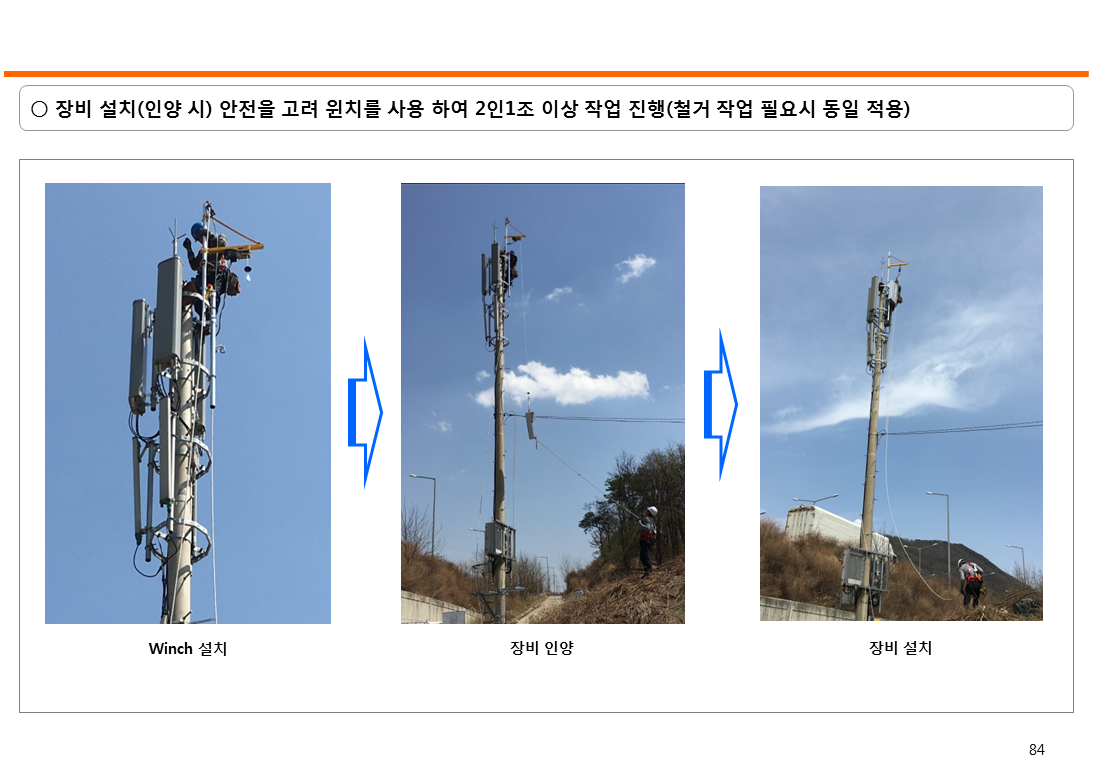 ○ 장비 설치(인양 시) 안전을 고려 윈치를 사용 하여 2인1조 이상 작업 진행(철거 작업 필요시 동일 적용)
Winch 설치
장비 인양
장비 설치
84